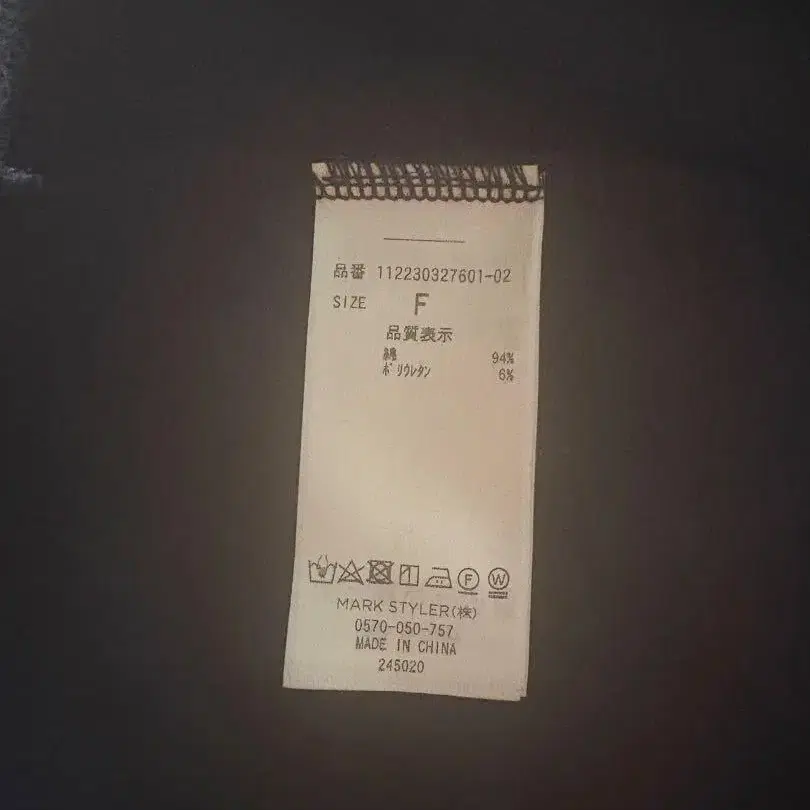 品番 112230327601-02
SIZE F
品質表示
綿 94%
ポリウレタン 6%
F W
MARK STYLER(株)
0570-050-757
MADE IN CHINA
245020